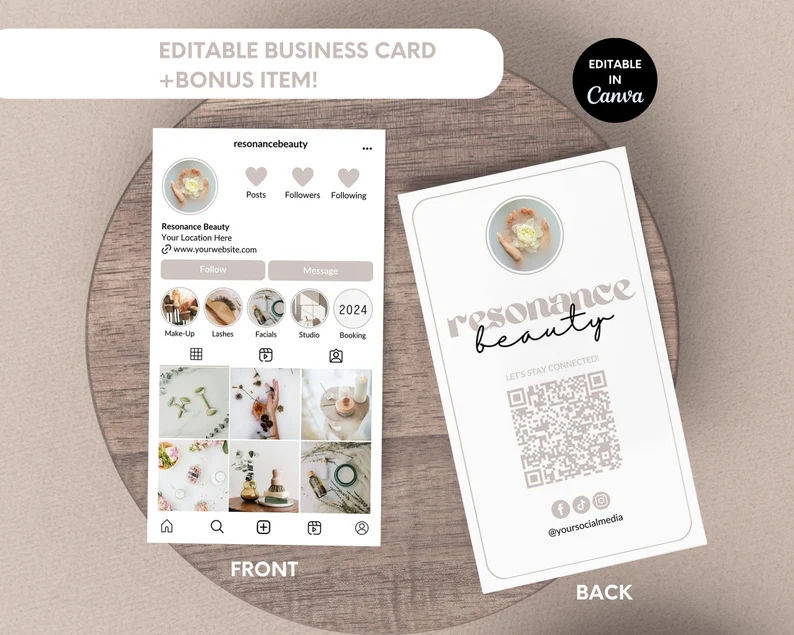 EDITABLE BUSINESS CARD
+BONUS ITEM!
EDITABLE
IN
Canva
resonancebeauty
Posts Followers Following
Resonance Beauty
Your Location Here
www.yourwebsite.com
Follow Message
2024
Make-Up Lashes Facials Studio Booking
FRONT
resonance
beauty
LET'S STAY CONNECTED!
@yoursocialmedia
BACK